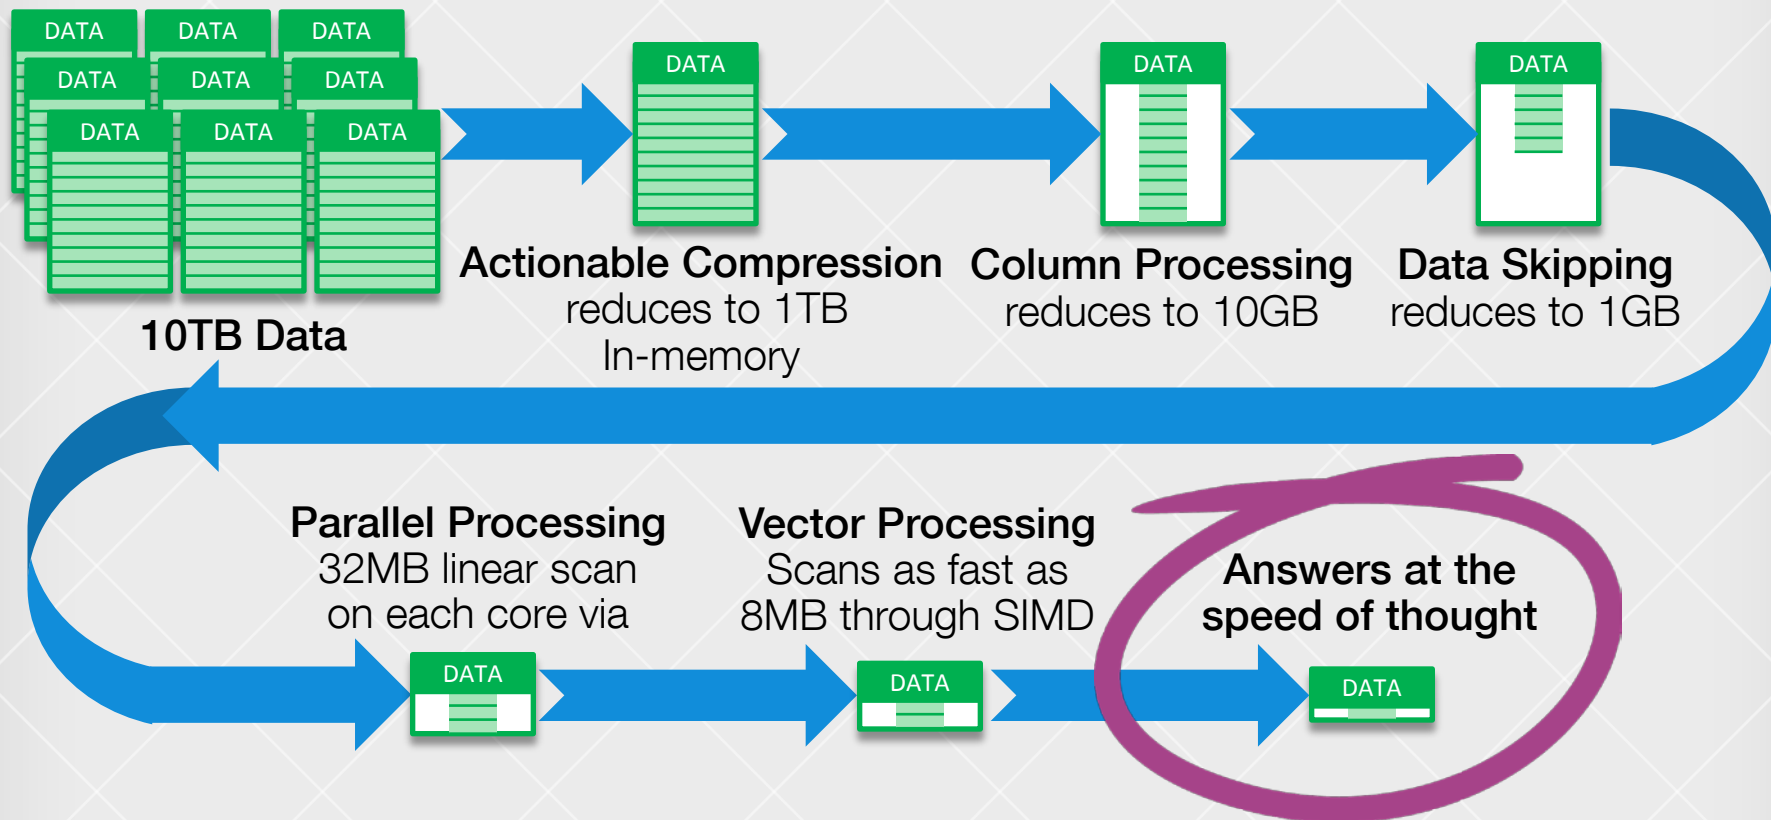 DATA DATA DATA
DATA DATA DATA
DATA DATA DATA
10TB Data
DATA
Actionable Compression
reduces to 1TB
In-memory
DATA
Column Processing
reduces to 10GB
DATA
Data Skipping
reduces to 1GB
Parallel Processing
32MB linear scan
on each core via
DATA
Vector Processing
Scans as fast as
8MB through SIMD
DATA
Answers at the
speed of thought
DATA